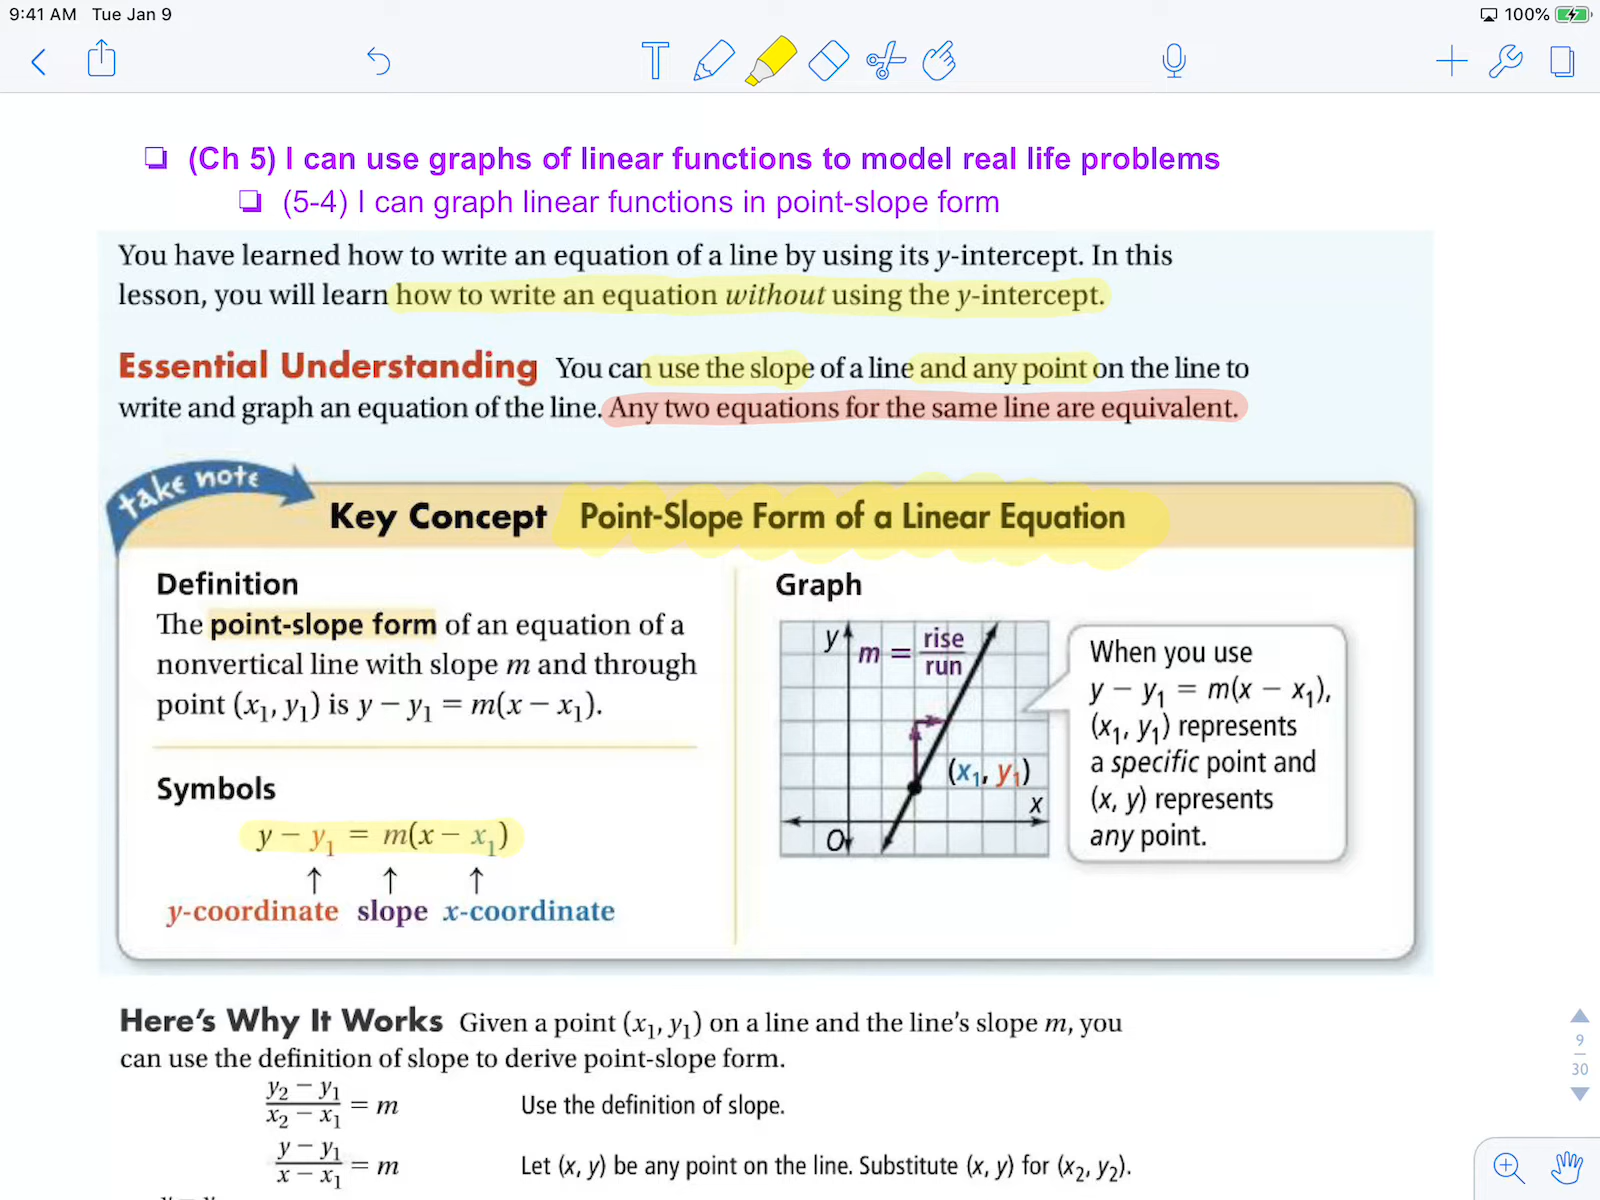 9:41 AM Tue Jan 9
100%
❏ (Ch 5) I can use graphs of linear functions to model real life problems
❏ (5-4) I can graph linear functions in point-slope form
You have learned how to write an equation of a line by using its y-intercept. In this
lesson, you will learn how to write an equation without using the y-intercept.
Essential Understanding You can use the slope of a line and any point on the line to
write and graph an equation of the line. Any two equations for the same line are equivalent.
take note
Key Concept Point-Slope Form of a Linear Equation
Definition
The point-slope form of an equation of a
nonvertical line with slope m and through
point (x₁, y₁) is y − y₁ = m(x − x₁).
Symbols
y − y₁ = m(x − x₁)
↑ ↑ ↑
y-coordinate slope x-coordinate
Graph
y
m = rise/run
(x₁, y₁)
x
O
When you use
y − y₁ = m(x − x₁),
(x₁, y₁) represents
a specific point and
(x, y) represents
any point.
Here's Why It Works Given a point (x₁, y₁) on a line and the line's slope m, you
can use the definition of slope to derive point-slope form.
(y₂ − y₁)/(x₂ − x₁) = m Use the definition of slope.
(y − y₁)/(x − x₁) = m Let (x, y) be any point on the line. Substitute (x, y) for (x₂, y₂).
9
30